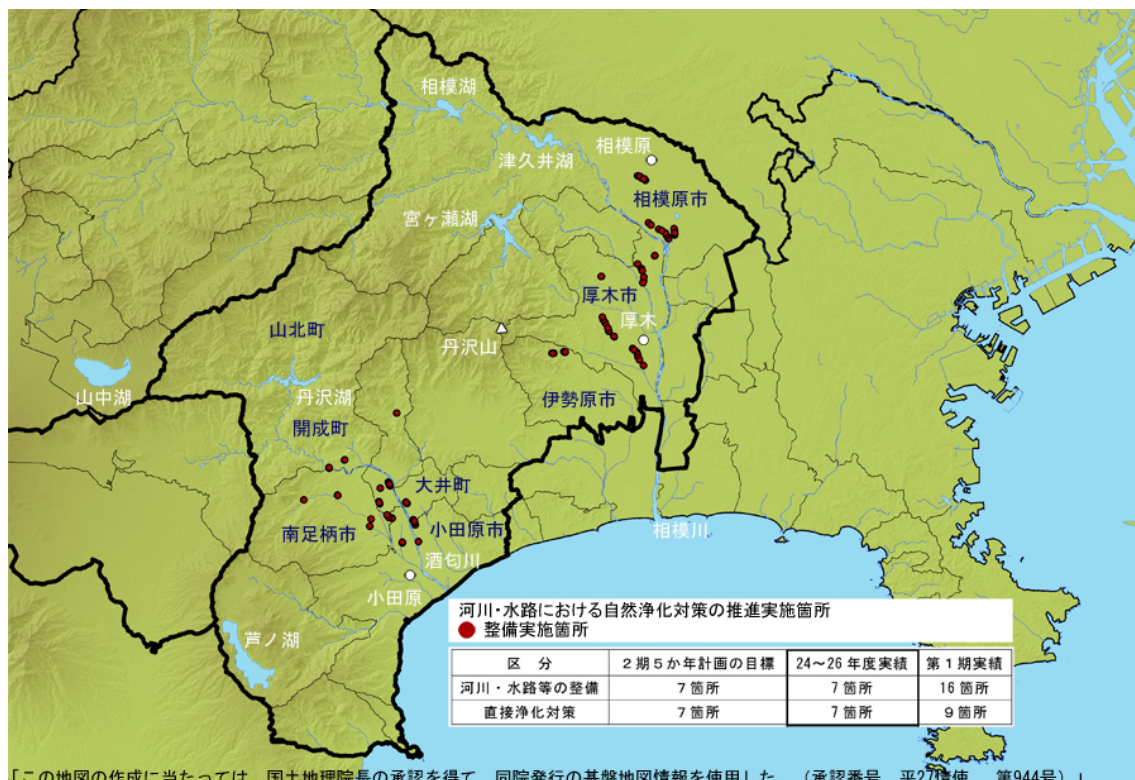 相模湖
津久井湖
相模原
相模原市
宮ヶ瀬湖
厚木市
厚木
山北町
丹沢山
山中湖
丹沢湖
伊勢原市
開成町
大井町
南足柄市
小田原市
酒匂川
相模川
小田原
芦ノ湖
河川・水路における自然浄化対策の推進実施箇所
整備実施箇所
区 分 2期5か年計画の目標 24~26年度実績 第1期実績
河川・水路等の整備 7箇所 7箇所 16箇所
直接浄化対策 7箇所 7箇所 9箇所
「この地図の作成に当たっては、国土地理院長の承認を得て、同院発行の基盤地図情報を使用した。（承認番号 平27情使、 第944号）」